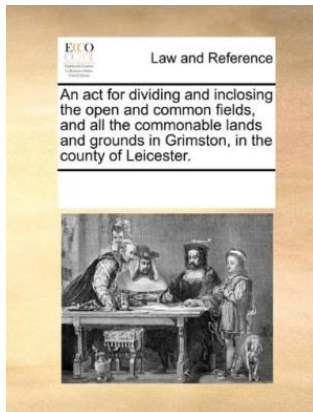 ECCO
Law and Reference
An act for dividing and inclosing
the open and common fields,
and all the commonable lands
and grounds in Grimston, in the
county of Leicester.